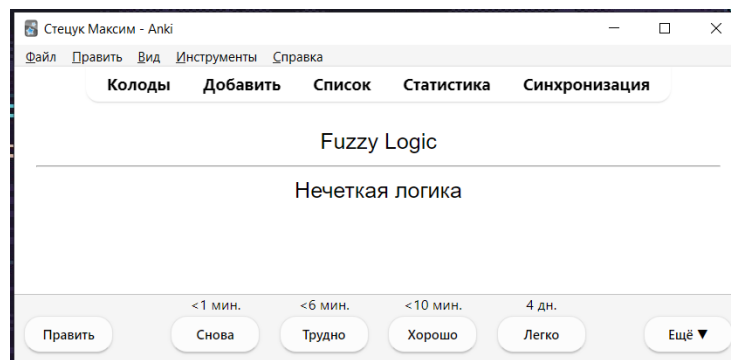 Стецук Максим - Anki
Файл Править Вид Инструменты Справка
Колоды Добавить Список Статистика Синхронизация
Fuzzy Logic
Нечеткая логика
<1 мин. <6 мин. <10 мин. 4 дн.
Править Снова Трудно Хорошо Легко Ещё ▼